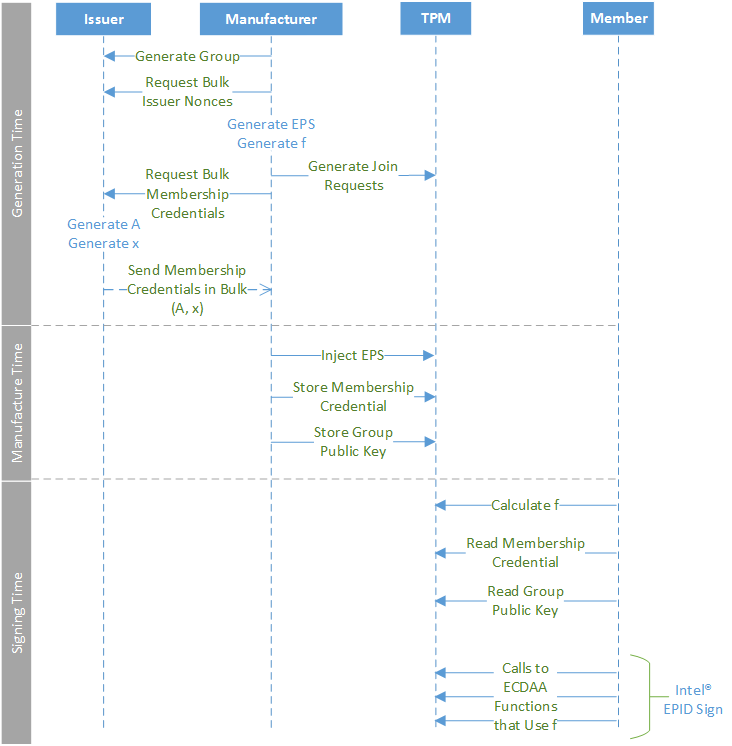 Issuer
Manufacturer
TPM
Member
Generation Time
Generate Group
Request Bulk
Issuer Nonces
Generate EPS
Generate f
Generate Join
Requests
Request Bulk
Membership
Credentials
Generate A
Generate x
Send Membership
Credentials in Bulk
(A, x)
Manufacture Time
Inject EPS
Store Membership
Credential
Store Group
Public Key
Signing Time
Calculate f
Read Membership
Credential
Read Group
Public Key
Calls to
ECDAA
Functions
that Use f
Intel®
EPID Sign